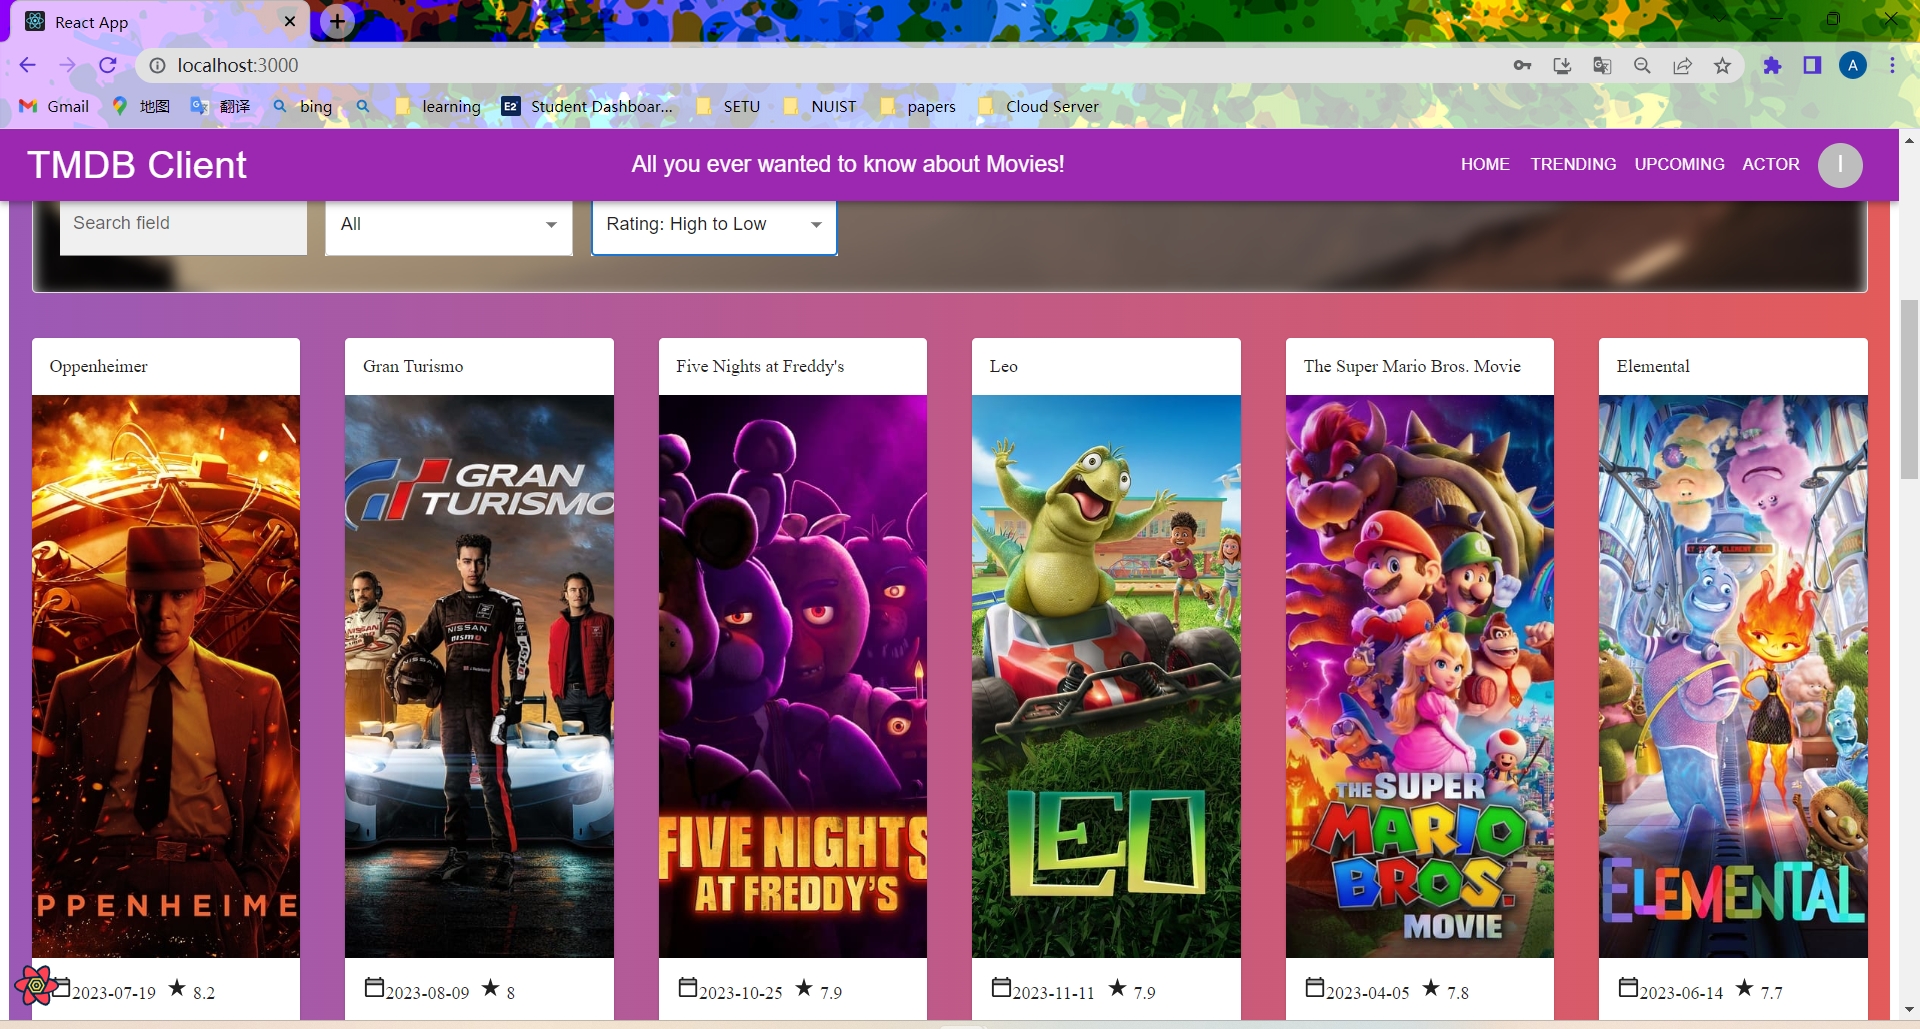 React App
localhost:3000
A
Gmail 地图 翻译 bing learning E2 Student Dashboar... SETU NUIST papers Cloud Server
TMDB Client All you ever wanted to know about Movies! HOME TRENDING UPCOMING ACTOR I
Search field All Rating: High to Low
Oppenheimer Gran Turismo Five Nights at Freddy's Leo The Super Mario Bros. Movie Elemental
PPENHEIME
GRAN
TURISMO
NISSAN
NISMO
NISSAN
NISSAN
FIVE NIGHTS
AT FREDDY'S
LEO
L
THE SUPER
MARIO
BROS.
MOVIE
ELEMENTAL
2023-07-19 8.2 2023-08-09 8 2023-10-25 7.9 2023-11-11 7.9 2023-04-05 7.8 2023-06-14 7.7